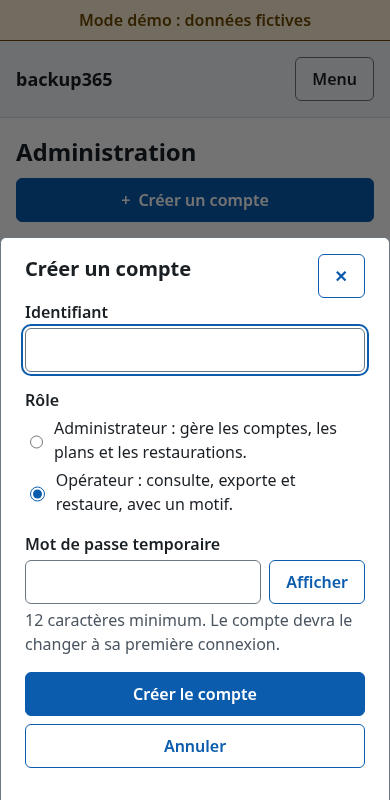 Mode démo : données fictives
backup365
Menu
Administration
+ Créer un compte
Créer un compte
×
Identifiant
Rôle
Administrateur : gère les comptes, les
plans et les restaurations.
Opérateur : consulte, exporte et
restaure, avec un motif.
Mot de passe temporaire
Afficher
12 caractères minimum. Le compte devra le
changer à sa première connexion.
Créer le compte
Annuler